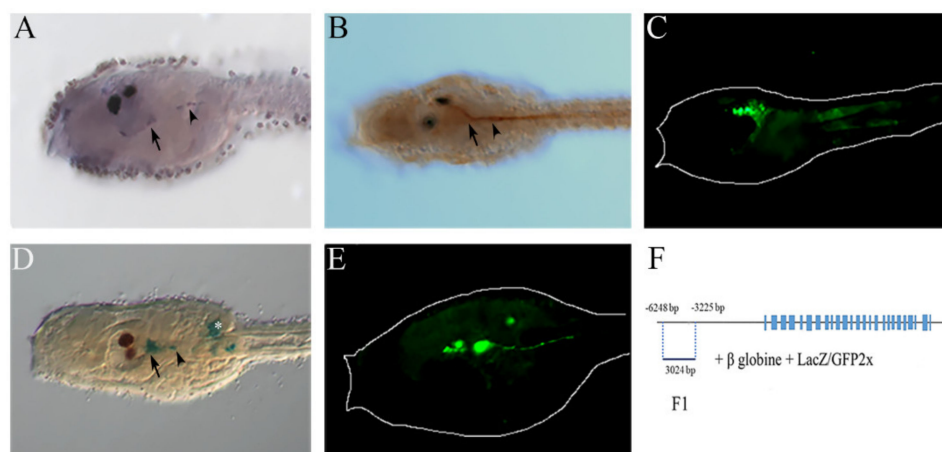 A
B
C
D
*
E
F
-6248 bp -3225 bp
3024 bp
+ β globine + LacZ/GFP2x
F1